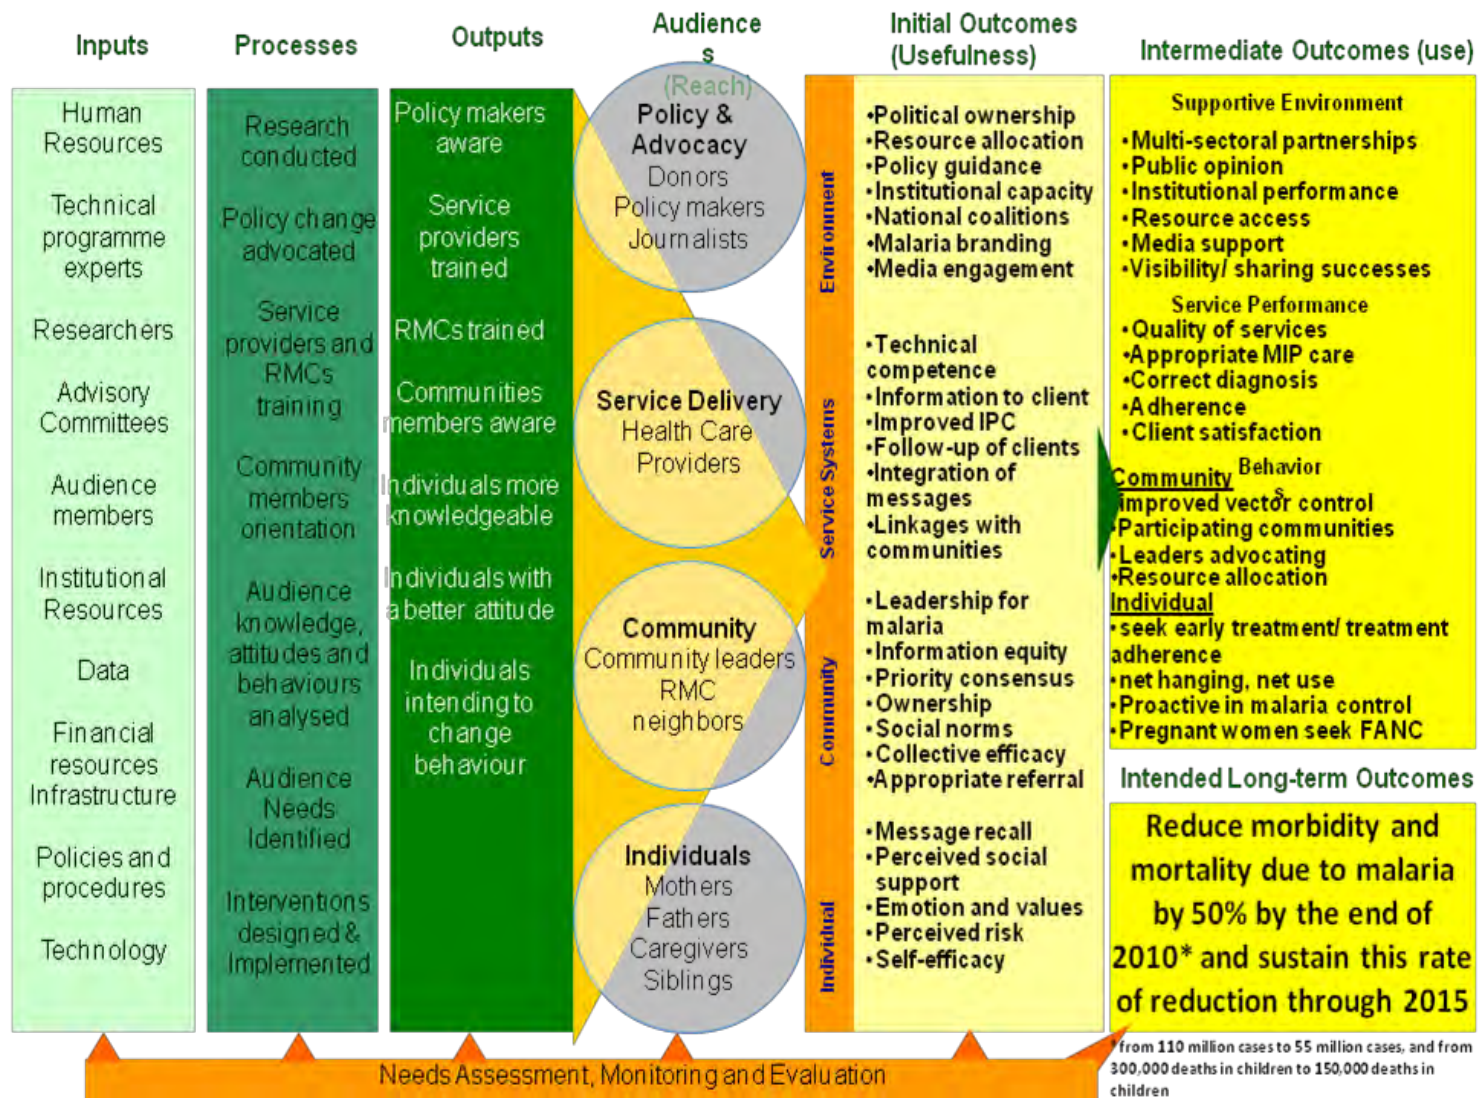 Inputs
Human
Resources
Technical
programme
experts
Researchers
Advisory
Committees
Audience
members
Institutional
Resources
Data
Financial
resources
Infrastructure
Policies and
procedures
Technology
Processes
Research
conducted
Policy change
advocated
Service
providers and
RMCs
training
Community
members
orientation
Audience
knowledge,
attitudes and
behaviours
analysed
Audience
Needs
Identified
Interventions
designed &
Implemented
Outputs
Policy makers
aware
Service
providers
trained
RMCs trained
Communities
members aware
Individuals more
knowledgeable
Individuals with
a better attitude
Individuals
intending to
change
behaviour
Audience
s
(Reach)
Policy &
Advocacy
Donors
Policy makers
Journalists
Service Delivery
Health Care
Providers
Community
Community leaders
RMC
neighbors
Individuals
Mothers
Fathers
Caregivers
Siblings
Initial Outcomes
(Usefulness)
Environment
•Political ownership
•Resource allocation
•Policy guidance
•Institutional capacity
•National coalitions
•Malaria branding
•Media engagement
Service Systems
•Technical
competence
•Information to client
•Improved IPC
•Follow-up of clients
•Integration of
messages
•Linkages with
communities
Community
•Leadership for
malaria
•Information equity
•Priority consensus
•Ownership
•Social norms
•Collective efficacy
•Appropriate referral
Individual
•Message recall
•Perceived social
support
•Emotion and values
•Perceived risk
•Self-efficacy
Intermediate Outcomes (use)
Supportive Environment
•Multi-sectoral partnerships
•Public opinion
•Institutional performance
•Resource access
•Media support
•Visibility/ sharing successes
Service Performance
•Quality of services
•Appropriate MIP care
•Correct diagnosis
•Adherence
•Client satisfaction
Behavior
s
Community
•improved vector control
•Participating communities
•Leaders advocating
•Resource allocation
Individual
•seek early treatment/ treatment
adherence
•net hanging, net use
•Proactive in malaria control
•Pregnant women seek FANC
Intended Long-term Outcomes
Reduce morbidity and
mortality due to malaria
by 50% by the end of
2010* and sustain this rate
of reduction through 2015
*from 110 million cases to 55 million cases, and from
300,000 deaths in children to 150,000 deaths in
children
Needs Assessment, Monitoring and Evaluation